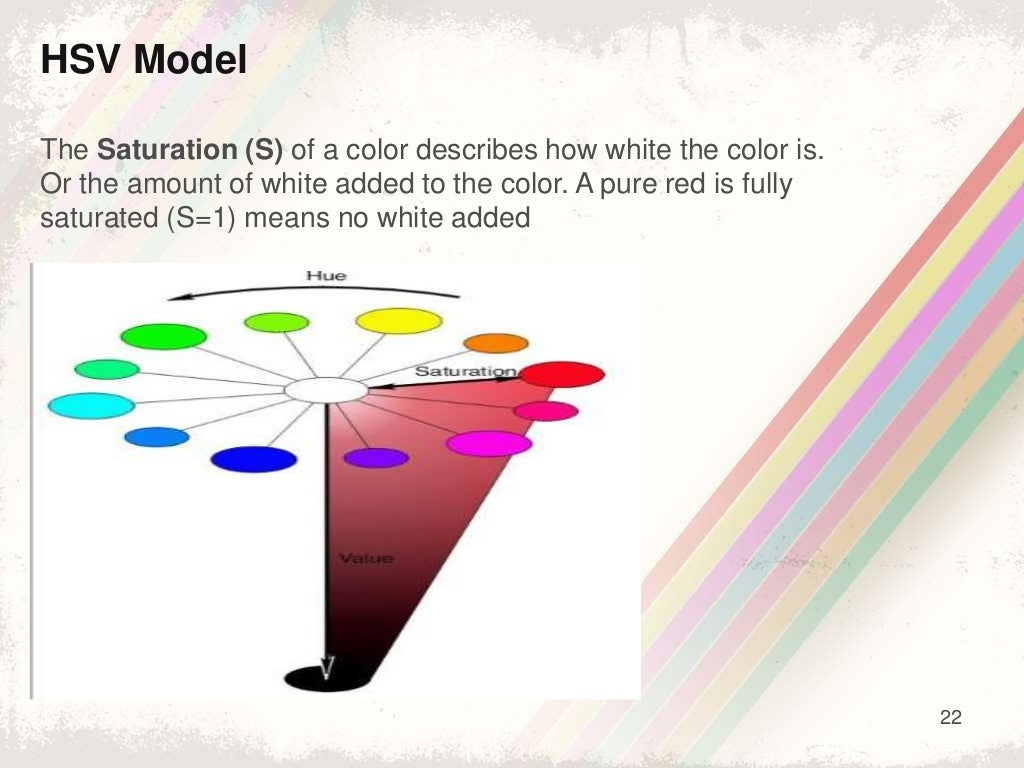 HSV Model
The Saturation (S) of a color describes how white the color is.
Or the amount of white added to the color. A pure red is fully
saturated (S=1) means no white added
Hue
Saturation
Value
22